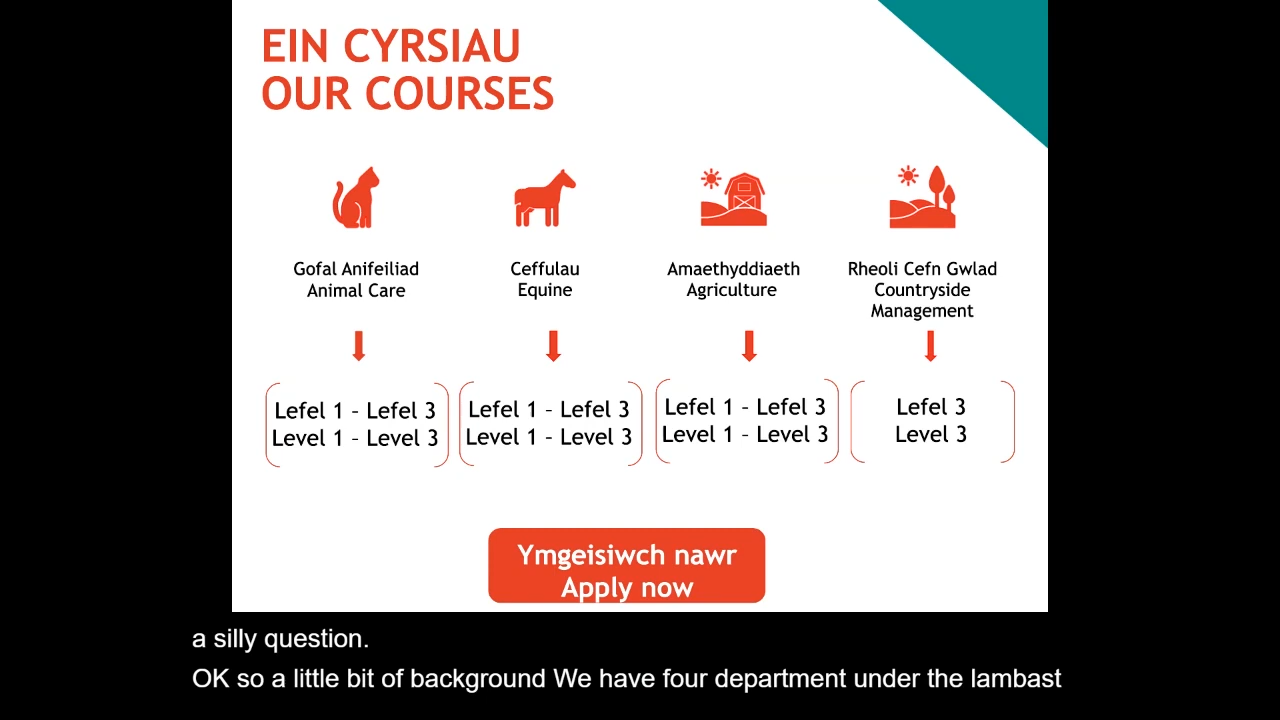 EIN CYRSIAU
OUR COURSES
Gofal Anifeiliad
Animal Care
Ceffulau
Equine
Amaethyddiaeth
Agriculture
Rheoli Cefn Gwlad
Countryside
Management
Lefel 1 – Lefel 3
Level 1 – Level 3
Lefel 1 – Lefel 3
Level 1 – Level 3
Lefel 1 – Lefel 3
Level 1 – Level 3
Lefel 3
Level 3
Ymgeisiwch nawr
Apply now
a silly question.
OK so a little bit of background We have four department under the lambast